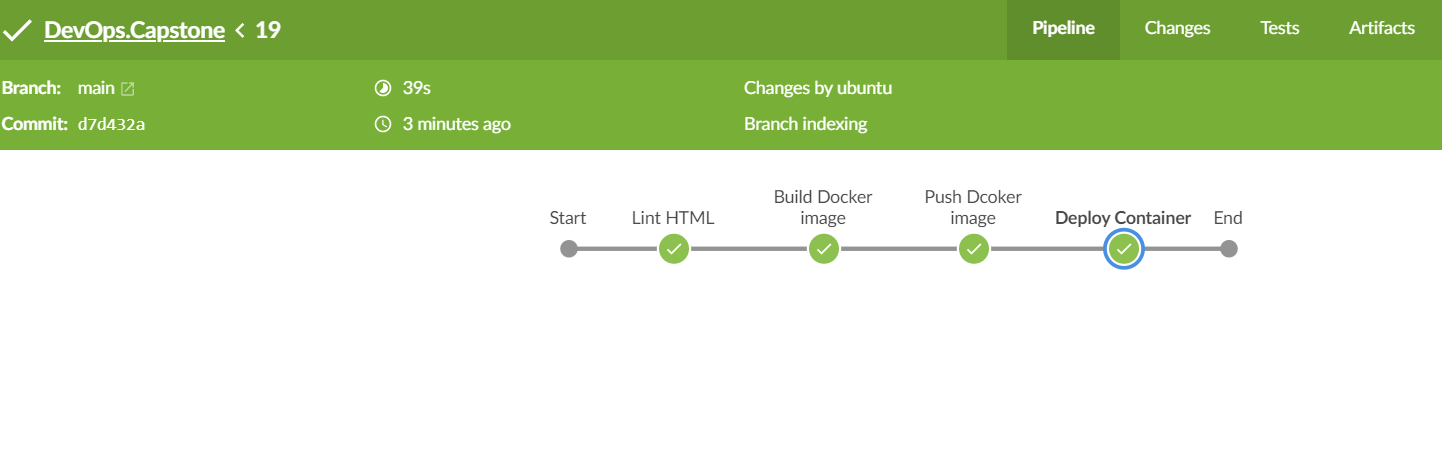 DevOps.Capstone < 19
Pipeline Changes Tests Artifacts
Branch: main 39s Changes by ubuntu
Commit: d7d432a 3 minutes ago Branch indexing
Build Docker Push Dcoker
Start Lint HTML image image Deploy Container End